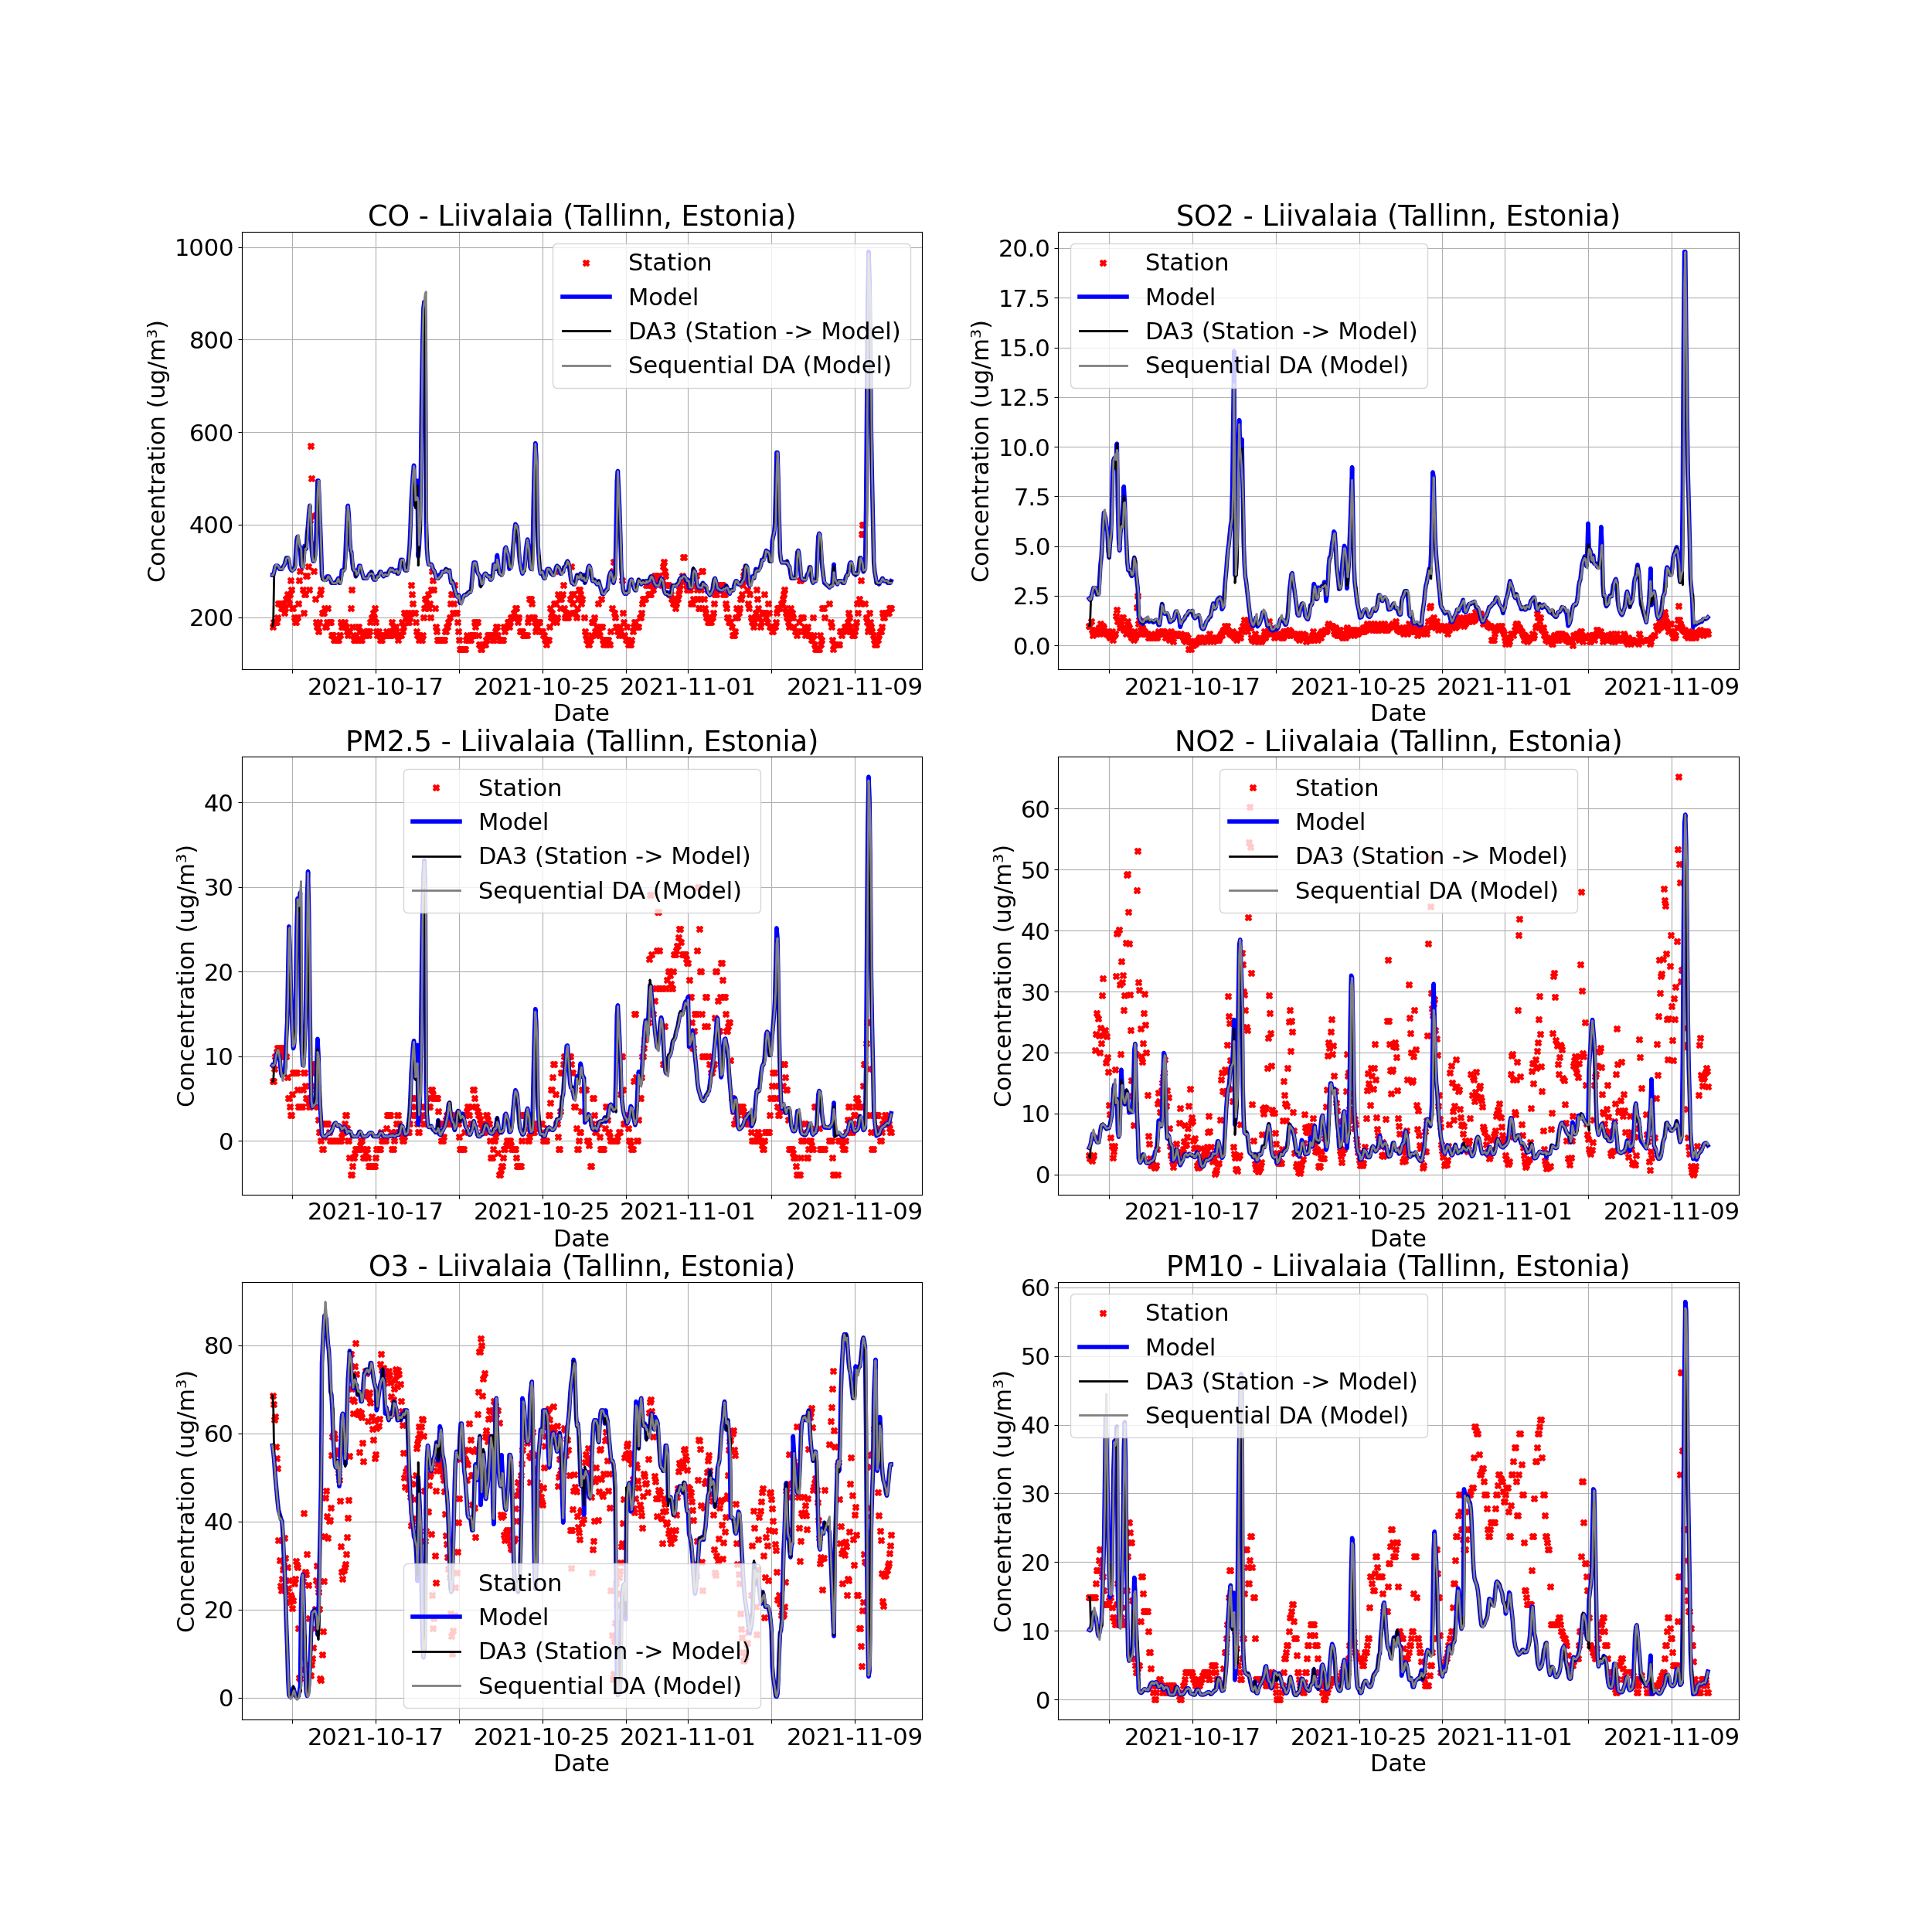 CO - Liivalaia (Tallinn, Estonia)
Concentration (ug/m³)
1000
800
600
400
200
Station
Model
DA3 (Station -> Model)
Sequential DA (Model)
2021-10-17 2021-10-25 2021-11-01 2021-11-09
Date
SO2 - Liivalaia (Tallinn, Estonia)
Concentration (ug/m³)
20.0
17.5
15.0
12.5
10.0
7.5
5.0
2.5
0.0
Station
Model
DA3 (Station -> Model)
Sequential DA (Model)
2021-10-17 2021-10-25 2021-11-01 2021-11-09
Date
PM2.5 - Liivalaia (Tallinn, Estonia)
Concentration (ug/m³)
40
30
20
10
0
Station
Model
DA3 (Station -> Model)
Sequential DA (Model)
2021-10-17 2021-10-25 2021-11-01 2021-11-09
Date
NO2 - Liivalaia (Tallinn, Estonia)
Concentration (ug/m³)
60
50
40
30
20
10
0
Station
Model
DA3 (Station -> Model)
Sequential DA (Model)
2021-10-17 2021-10-25 2021-11-01 2021-11-09
Date
O3 - Liivalaia (Tallinn, Estonia)
Concentration (ug/m³)
80
60
40
20
0
Station
Model
DA3 (Station -> Model)
Sequential DA (Model)
2021-10-17 2021-10-25 2021-11-01 2021-11-09
Date
PM10 - Liivalaia (Tallinn, Estonia)
Concentration (ug/m³)
60
50
40
30
20
10
0
Station
Model
DA3 (Station -> Model)
Sequential DA (Model)
2021-10-17 2021-10-25 2021-11-01 2021-11-09
Date